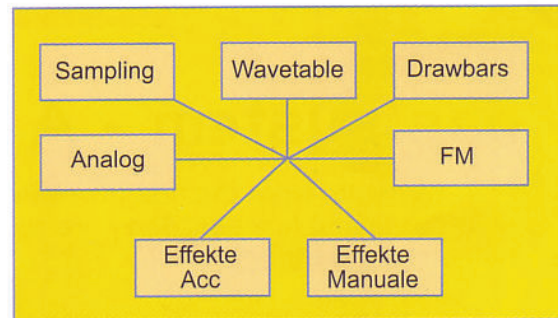 Sampling
Wavetable
Drawbars
Analog
FM
Effekte
Acc
Effekte
Manuale